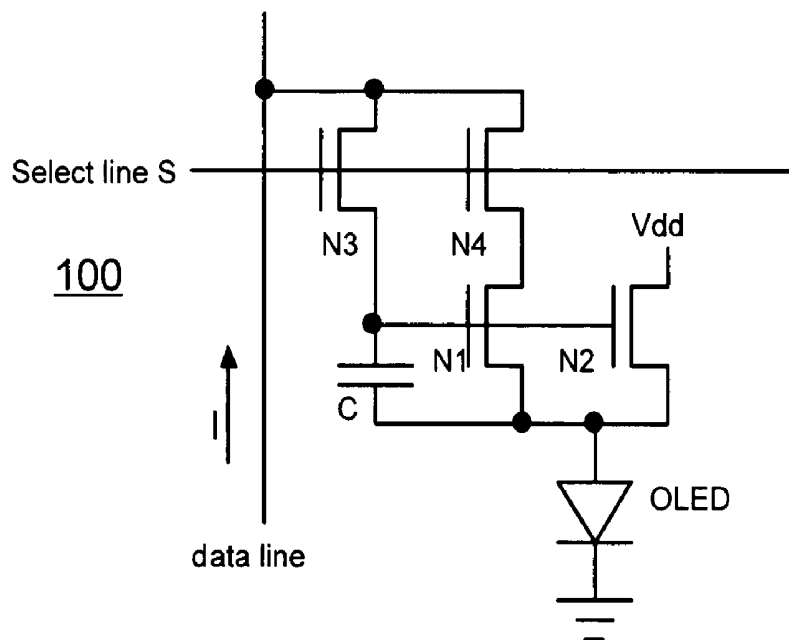 Select line S
N3
N4
Vdd
100
N1
N2
C
I
OLED
data line